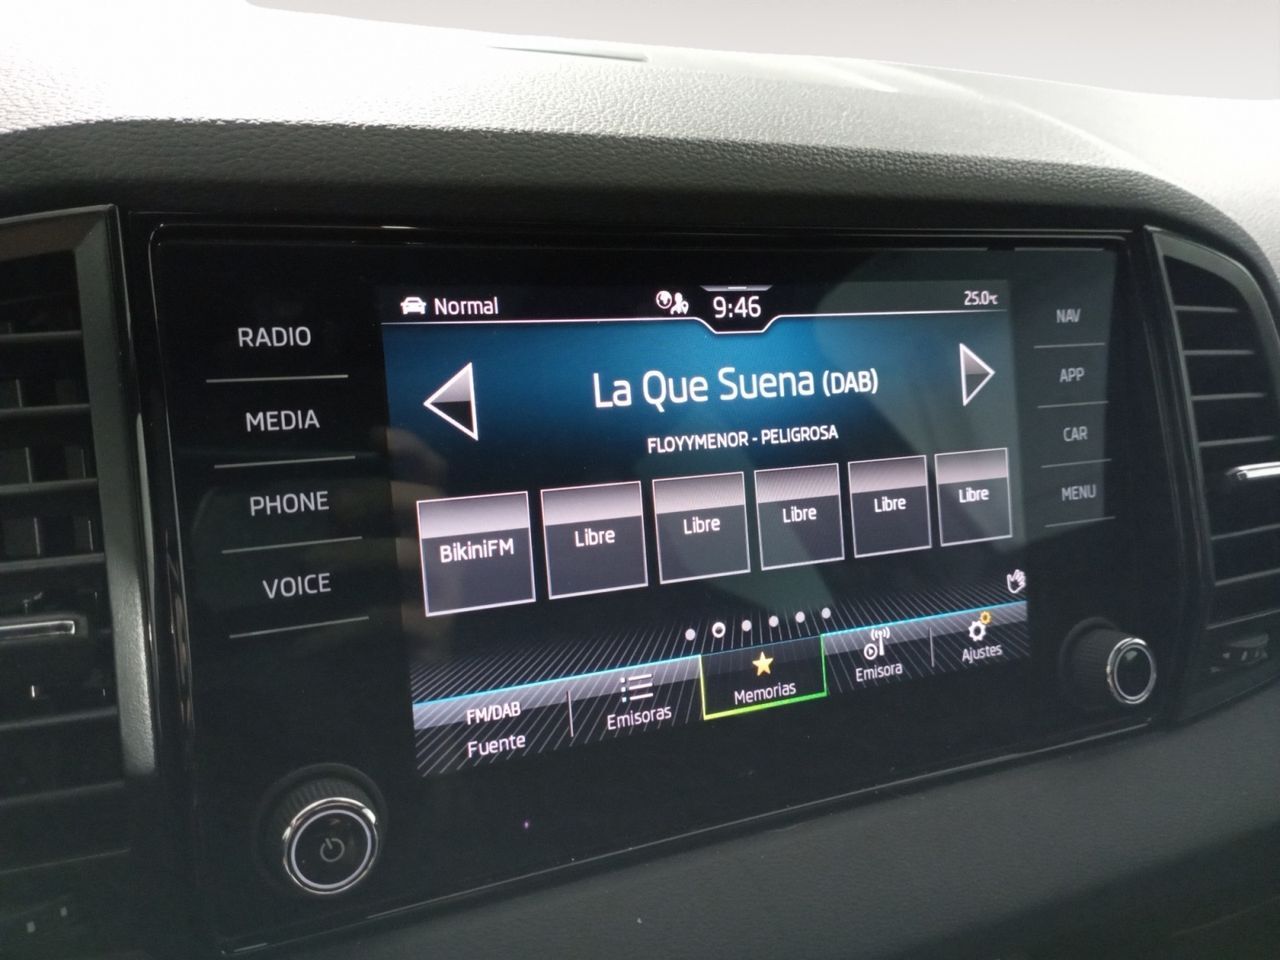 Normal
9:46
25.0°C
RADIO
MEDIA
PHONE
VOICE
La Que Suena (DAB)
FLOYYMENOR - PELIGROSA
BikiniFM
Libre
Libre
Libre
Libre
Libre
FM/DAB
Fuente
Emisoras
Memorias
Emisora
Ajustes
NAV
APP
CAR
MENU